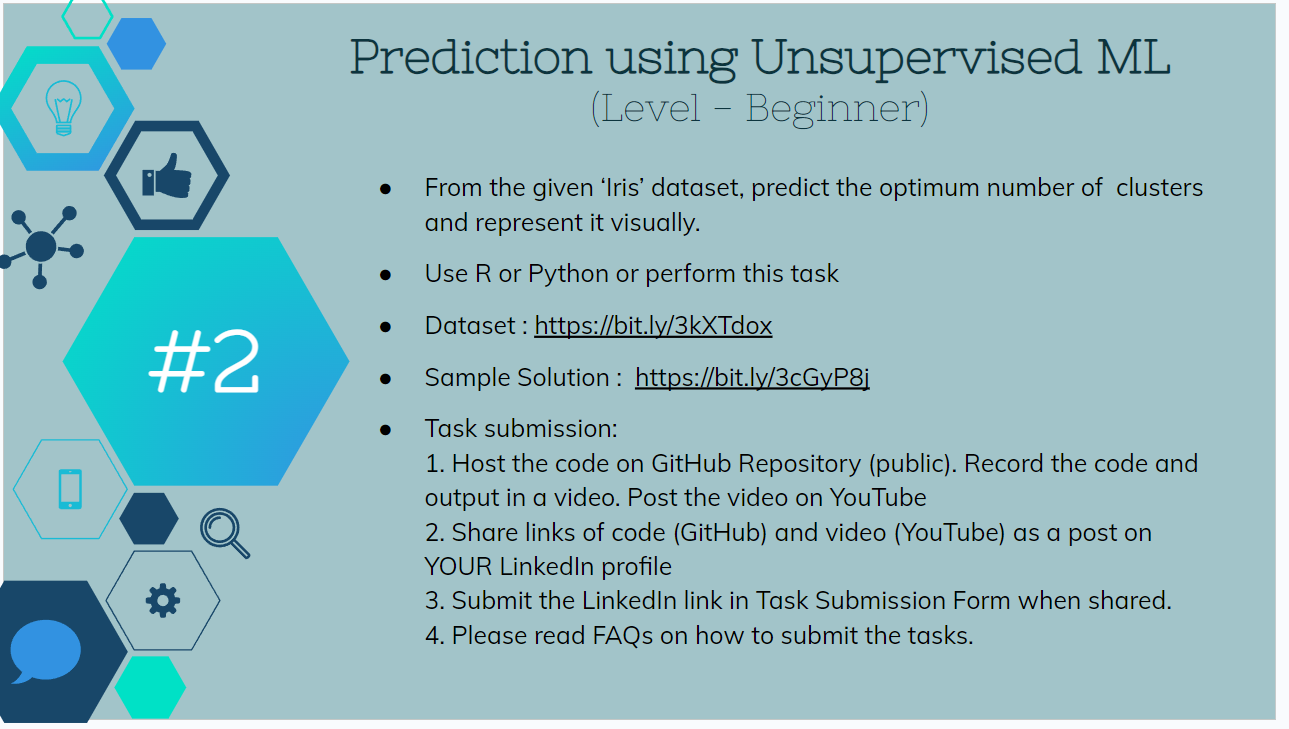 Prediction using Unsupervised ML
(Level – Beginner)
● From the given ‘Iris’ dataset, predict the optimum number of  clusters
and represent it visually.
● Use R or Python or perform this task
● Dataset : https://bit.ly/3kXTdox
● Sample Solution :  https://bit.ly/3cGyP8j
#2
● Task submission:
1. Host the code on GitHub Repository (public). Record the code and
output in a video. Post the video on YouTube
2. Share links of code (GitHub) and video (YouTube) as a post on
YOUR LinkedIn profile
3. Submit the LinkedIn link in Task Submission Form when shared.
4. Please read FAQs on how to submit the tasks.